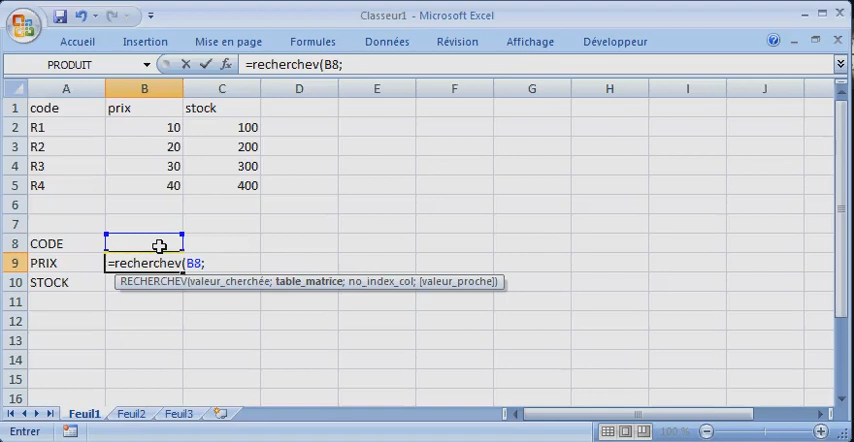 Classeur1 - Microsoft Excel
Accueil Insertion Mise en page Formules Données Révision Affichage Développeur
PRODUIT =recherchev(B8;
A B C D E F G H I J
1 code prix stock
2 R1 10 100
3 R2 20 200
4 R3 30 300
5 R4 40 400
6
7
8 CODE
9 PRIX =recherchev(B8;
10 STOCK RECHERCHEV(valeur_cherchée; table_matrice; no_index_col; [valeur_proche])
11
12
13
14
15
16
Feuil1 Feuil2 Feuil3
Entrer 100 %